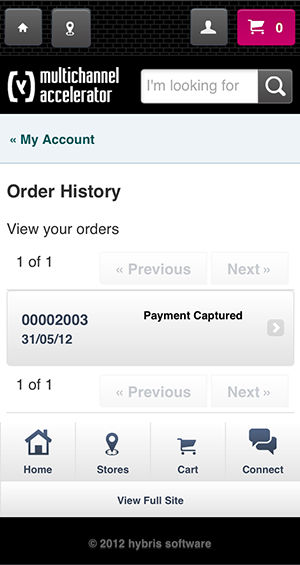 0
(y) multichannel
accelerator
I'm looking for
« My Account
Order History
View your orders
1 of 1
« Previous
Next »
00002003
Payment Captured
31/05/12
1 of 1
« Previous
Next »
Home
Stores
Cart
Connect
View Full Site
© 2012 hybris software